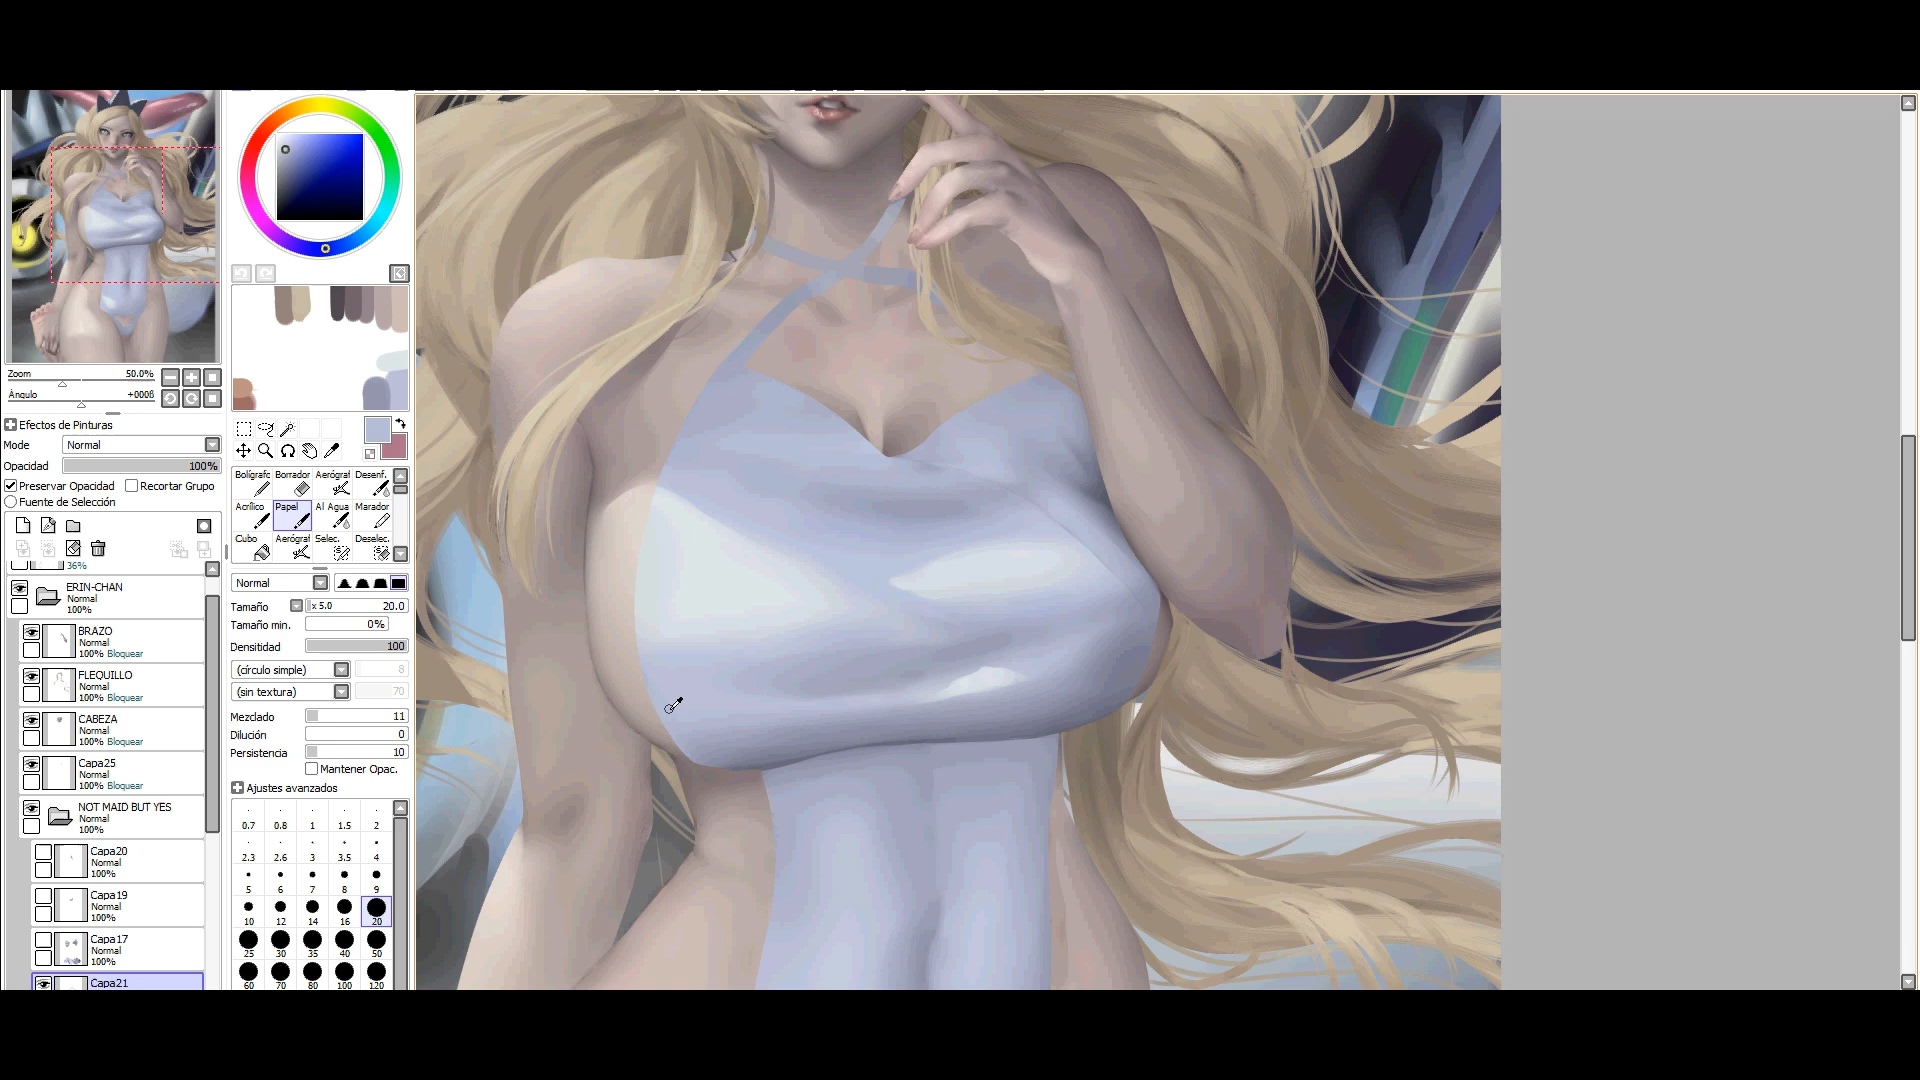 Zoom 50.0%
Ángulo +000ß
Efectos de Pinturas
Mode Normal
Opacidad 100%
Preservar Opacidad Recortar Grupo
Fuente de Selección
36%
ERIN-CHAN
Normal
100%
BRAZO
Normal
100% Bloquear
FLEQUILLO
Normal
100% Bloquear
CABEZA
Normal
100% Bloquear
Capa25
Normal
100% Bloquear
NOT MAID BUT YES
Normal
100%
Capa20
Normal
100%
Capa19
Normal
100%
Capa17
Normal
100%
Capa21
Bolígrafo Borrador Aerógraf Desenf.
Acrílico Papel Al Agua Marador
Cubo Aerógraf Selec. Deselec.
Normal
Tamaño x 5.0 20.0
Tamaño min. 0%
Densitidad 100
(círculo simple) 8
(sin textura) 70
Mezclado 11
Dilución 0
Persistencia 10
Mantener Opac.
Ajustes avanzados
0.7 0.8 1 1.5 2
2.3 2.6 3 3.5 4
5 6 7 8 9
10 12 14 16 20
25 30 35 40 50
60 70 80 100 120